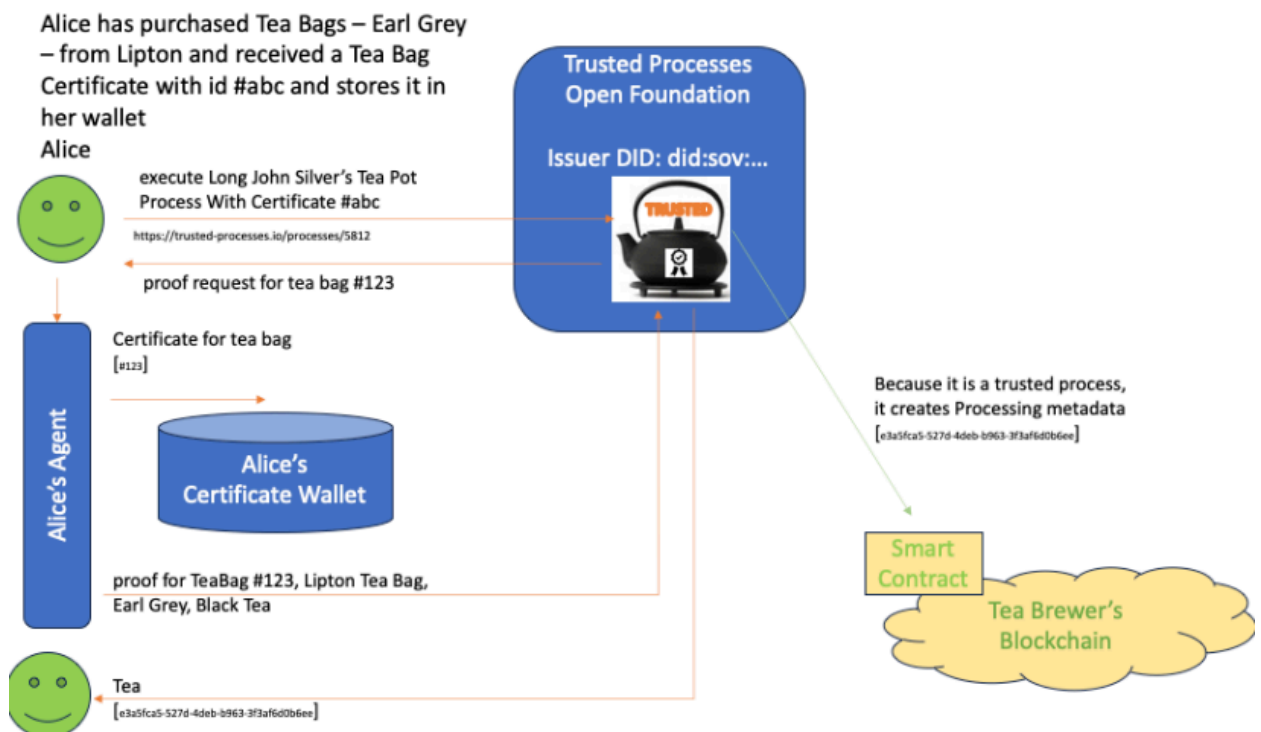 Alice has purchased Tea Bags – Earl Grey
– from Lipton and received a Tea Bag
Certificate with id #abc and stores it in
her wallet
Alice
Trusted Processes
Open Foundation
Issuer DID: did:sov:...
TRUSTED
execute Long John Silver's Tea Pot
Process With Certificate #abc
https://trusted-processes.io/processes/5812
proof request for tea bag #123
Alice's Agent
Certificate for tea bag
[#123]
Alice's
Certificate Wallet
Because it is a trusted process,
it creates Processing metadata
[e3a5fca5-527d-4deb-b963-3f3af6d0b6ee]
Smart
Contract
Tea Brewer's
Blockchain
proof for TeaBag #123, Lipton Tea Bag,
Earl Grey, Black Tea
Tea
[e3a5fca5-527d-4deb-b963-3f3af6d0b6ee]